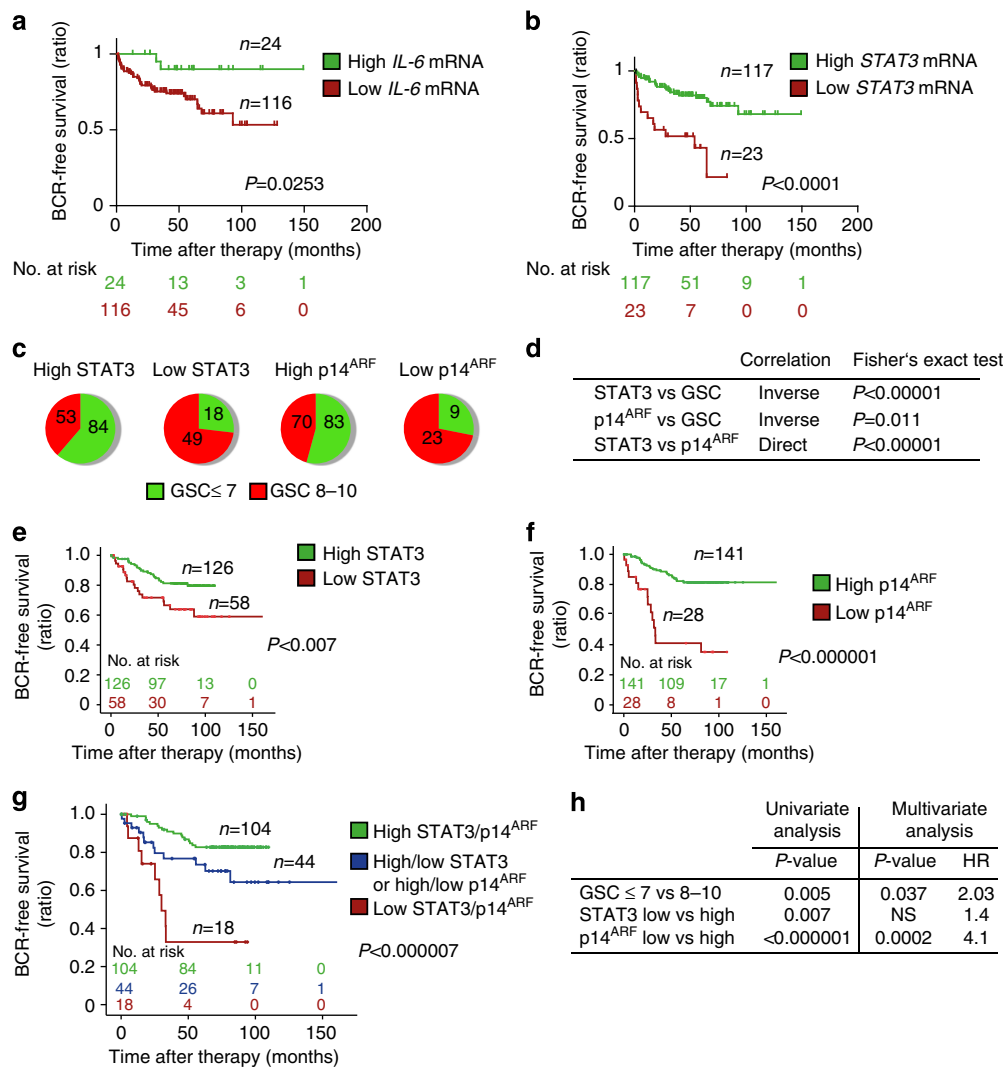 a
BCR-free survival (ratio)
1
0.5
0
n=24
n=116
P=0.0253
High IL-6 mRNA
Low IL-6 mRNA
0 50 100 150 200
Time after therapy (months)
No. at risk
24 13 3 1
116 45 6 0
b
BCR-free survival (ratio)
1.0
0.5
0
n=117
n=23
P<0.0001
High STAT3 mRNA
Low STAT3 mRNA
0 50 100 150 200
Time after therapy (months)
No. at risk
117 51 9 1
23 7 0 0
c
High STAT3 Low STAT3 High p14ARF Low p14ARF
53 84
18 49
70 83
9 23
GSC≤ 7 GSC 8–10
d
Correlation Fisher‘s exact test
STAT3 vs GSC Inverse P<0.00001
p14ARF vs GSC Inverse P=0.011
STAT3 vs p14ARF Direct P<0.00001
e
BCR-free survival
(ratio)
1.0
0.8
0.6
0.4
0.2
0
n=126
n=58
High STAT3
Low STAT3
P<0.007
No. at risk
126 97 13 0
58 30 7 1
0 50 100 150
Time after therapy (months)
f
BCR-free survival
(ratio)
1.0
0.8
0.6
0.4
0.2
0
n=141
n=28
High p14ARF
Low p14ARF
P<0.000001
No. at risk
141 109 17 1
28 8 1 0
0 50 100 150
Time after therapy (months)
g
BCR-free survival
(ratio)
1.0
0.8
0.6
0.4
0.2
0
n=104
n=44
n=18
High STAT3/p14ARF
High/low STAT3
or high/low p14ARF
Low STAT3/p14ARF
P<0.000007
No. at risk
104 84 11 0
44 26 7 1
18 4 0 0
0 50 100 150
Time after therapy (months)
h
Univariate analysis Multivariate analysis
P-value P-value HR
GSC ≤ 7 vs 8–10 0.005 0.037 2.03
STAT3 low vs high 0.007 NS 1.4
p14ARF low vs high <0.000001 0.0002 4.1